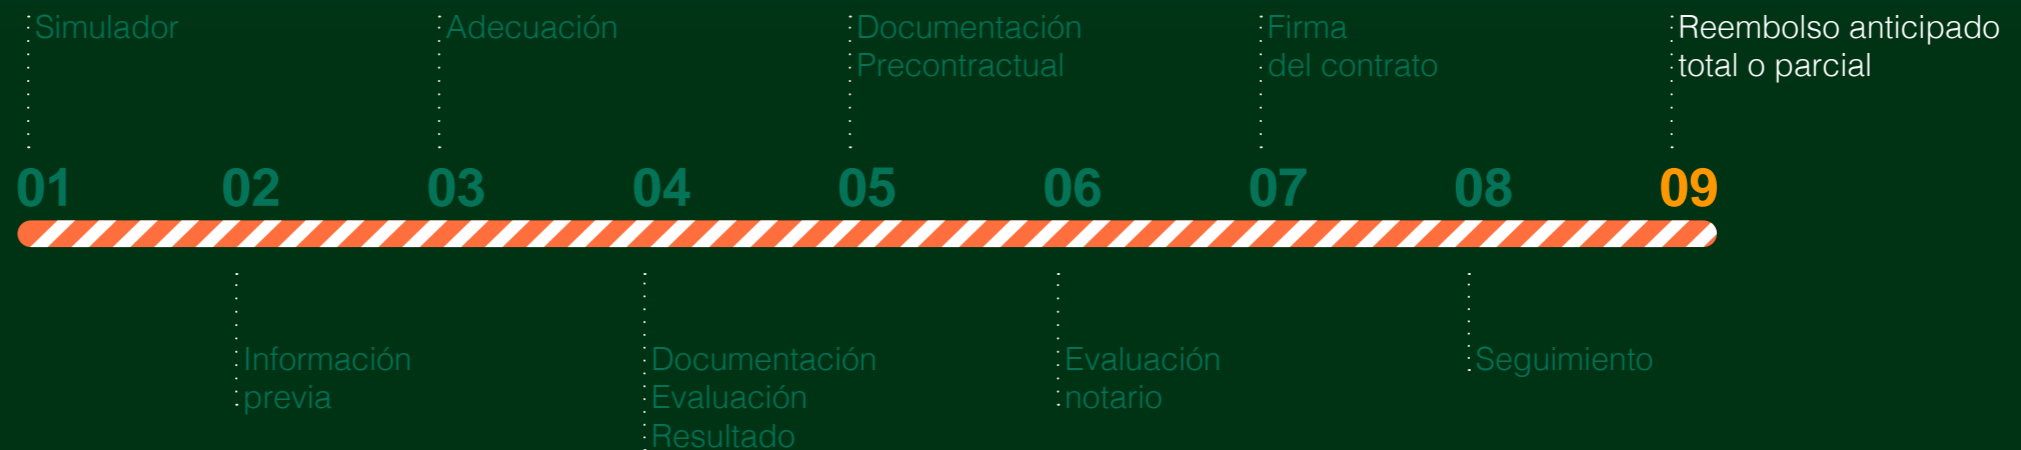 Simulador
Adecuación
Documentación
Precontractual
Firma
del contrato
Reembolso anticipado
total o parcial
01
02
03
04
05
06
07
08
09
Información
previa
Documentación
Evaluación
Resultado
Evaluación
notario
Seguimiento